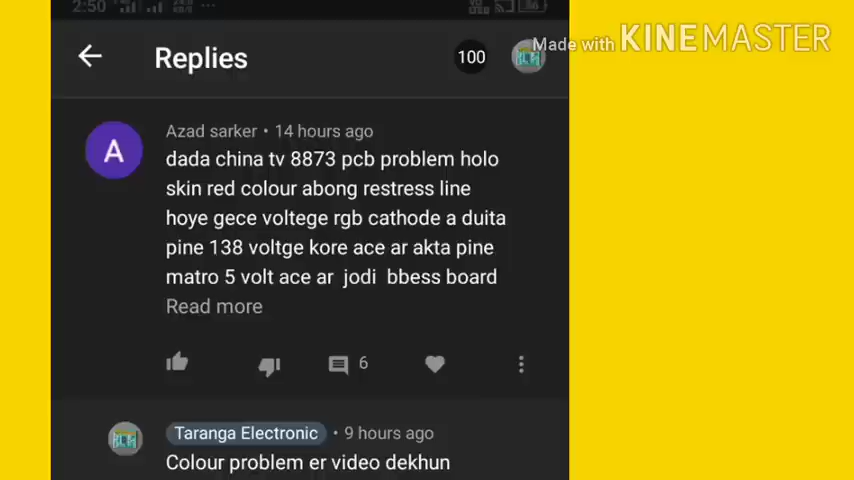 2:50
Replies
100
Made with KINEMASTER
Azad sarker • 14 hours ago
A
dada china tv 8873 pcb problem holo
skin red colour abong restress line
hoye gece voltege rgb cathode a duita
pine 138 voltge kore ace ar akta pine
matro 5 volt ace ar jodi bbess board
Read more
6
Taranga Electronic • 9 hours ago
Colour problem er video dekhun